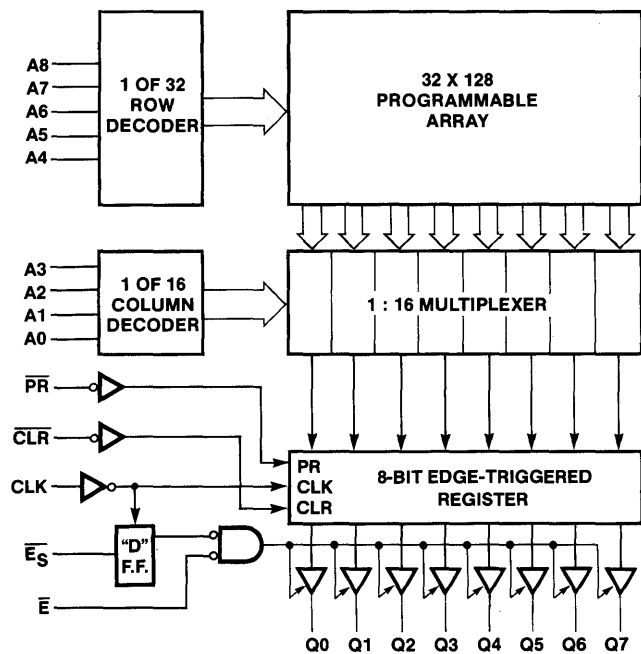 A8
A7
A6
A5
A4
1 OF 32
ROW
DECODER
32 X 128
PROGRAMMABLE
ARRAY
A3
A2
A1
A0
1 OF 16
COLUMN
DECODER
1 : 16 MULTIPLEXER
PR
CLR
CLK
ES
E
PR
CLK
CLR
8-BIT EDGE-TRIGGERED
REGISTER
"D"
F.F.
Q0 Q1 Q2 Q3 Q4 Q5 Q6 Q7